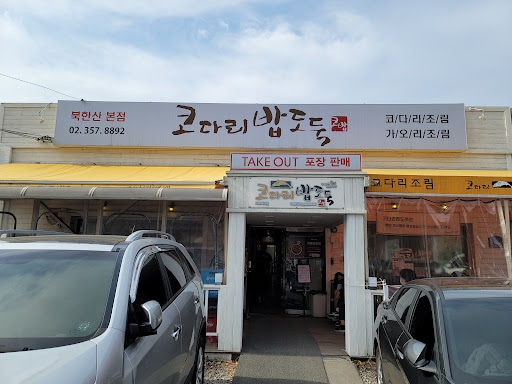 북한산 본점
02. 357. 8892
코다리밥도둑
코/다/리/조/림
가/오/리/조/림
TAKE OUT 포장 판매
코다리밥도둑
코다리조림